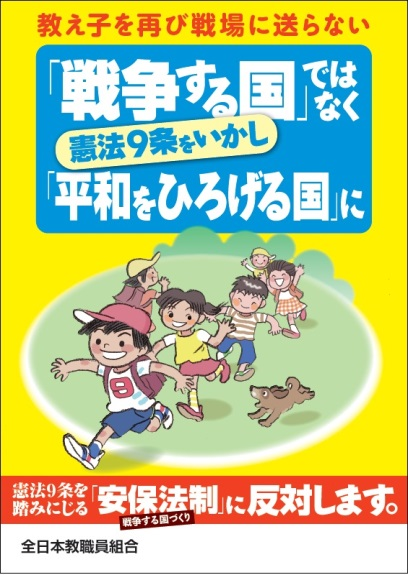 教え子を再び戦場に送らない
「戦争する国」ではなく
憲法9条をいかし
「平和をひろげる国」に
9
憲法9条を
踏みにじる「安保法制」に反対します。
戦争する国づくり
全日本教職員組合